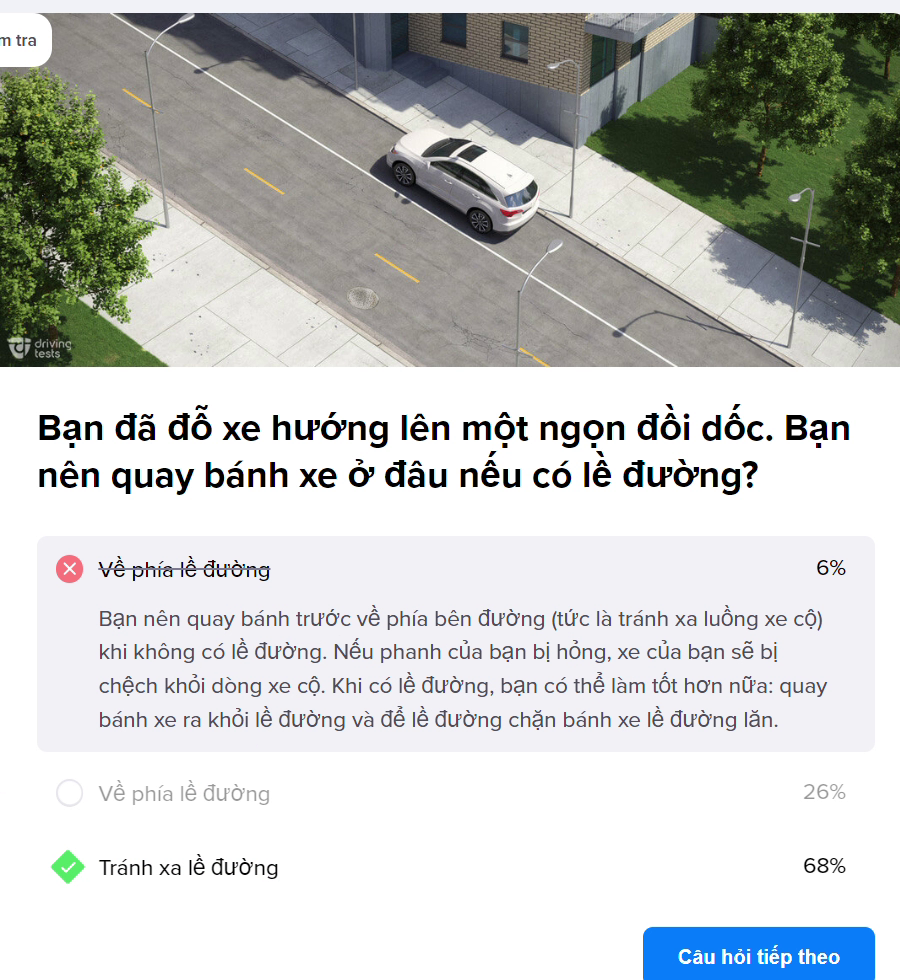 m tra
driving
tests
Bạn đã đỗ xe hướng lên một ngọn đồi dốc. Bạn
nên quay bánh xe ở đâu nếu có lề đường?
Về phía lề đường
6%
Bạn nên quay bánh trước về phía bên đường (tức là tránh xa luồng xe cộ)
khi không có lề đường. Nếu phanh của bạn bị hỏng, xe của bạn sẽ bị
chệch khỏi dòng xe cộ. Khi có lề đường, bạn có thể làm tốt hơn nữa: quay
bánh xe ra khỏi lề đường và để lề đường chặn bánh xe lề đường lăn.
Về phía lề đường
26%
Tránh xa lề đường
68%
Câu hỏi tiếp theo